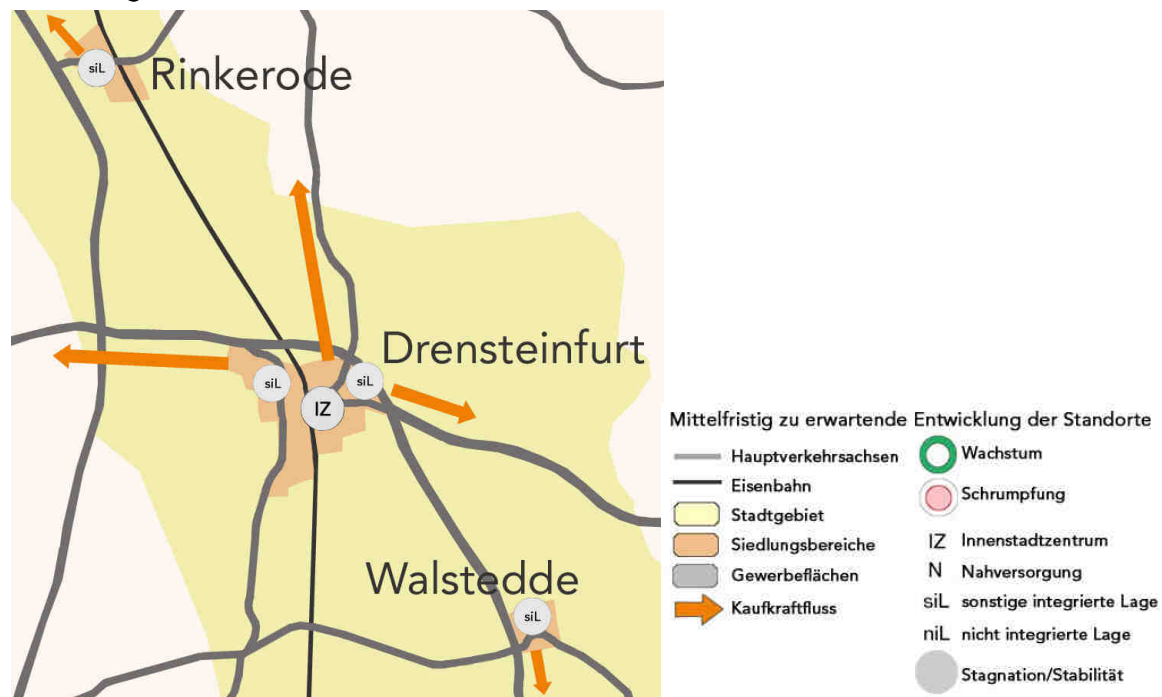 siL
Rinkerode
Drensteinfurt
siL
siL
IZ
Walstedde
siL
Mittelfristig zu erwartende Entwicklung der Standorte
Hauptverkehrsachsen
Eisenbahn
Stadtgebiet
Siedlungsbereiche
Gewerbeflächen
Kaufkraftfluss
Wachstum
Schrumpfung
IZ Innenstadtzentrum
N Nahversorgung
siL sonstige integrierte Lage
niL nicht integrierte Lage
Stagnation/Stabilität